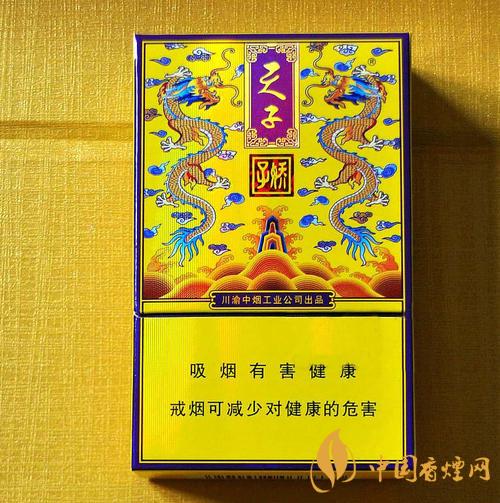 天子
®
娇子
川渝中烟工业公司出品
吸烟有害健康
戒烟可减少对健康的危害
中国香烟网